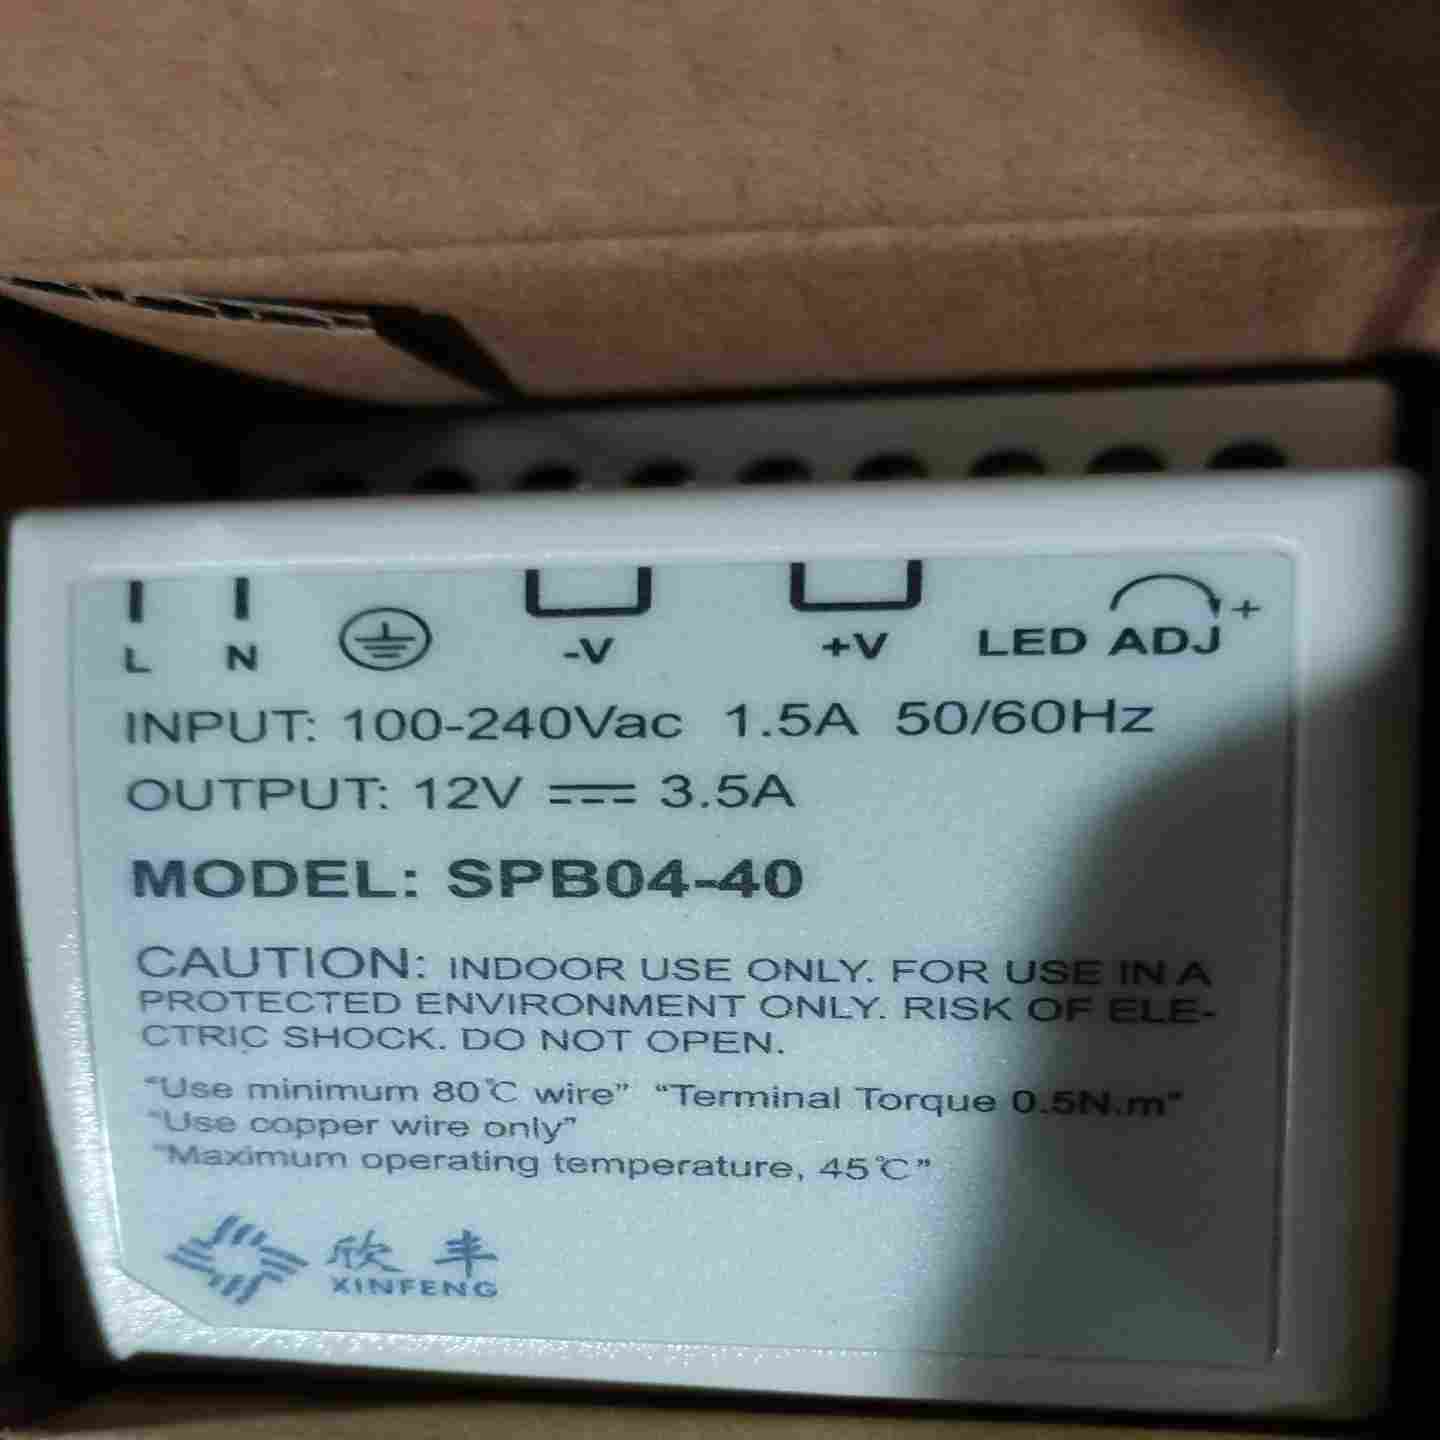 L N -V +V LED ADJ +
INPUT: 100-240Vac 1.5A 50/60Hz
OUTPUT: 12V 3.5A
MODEL: SPB04-40
CAUTION: INDOOR USE ONLY. FOR USE IN A
PROTECTED ENVIRONMENT ONLY. RISK OF ELE-
CTRIC SHOCK. DO NOT OPEN.
“Use minimum 80℃ wire” “Terminal Torque 0.5N.m”
“Use copper wire only”
“Maximum operating temperature, 45℃”
欣丰
XINFENG